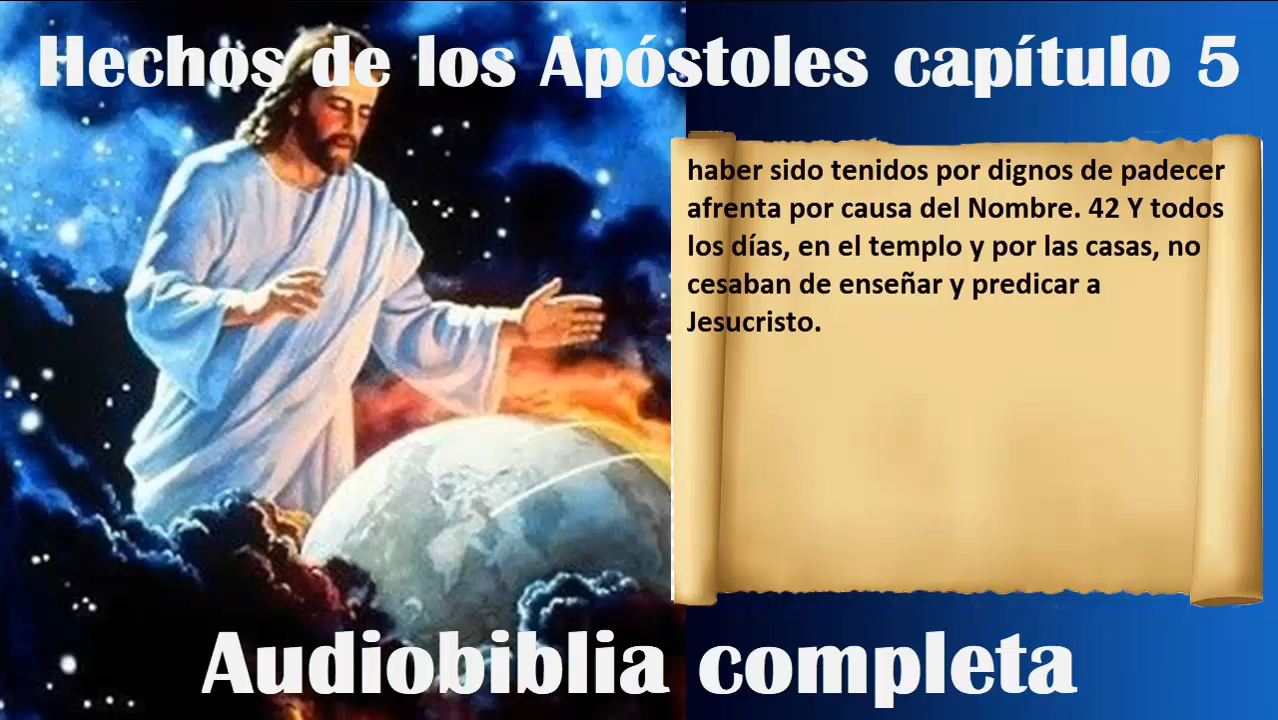 Hechos de los Apóstoles capítulo 5
haber sido tenidos por dignos de padecer
afrenta por causa del Nombre. 42 Y todos
los días, en el templo y por las casas, no
cesaban de enseñar y predicar a
Jesucristo.
Audiobiblia completa